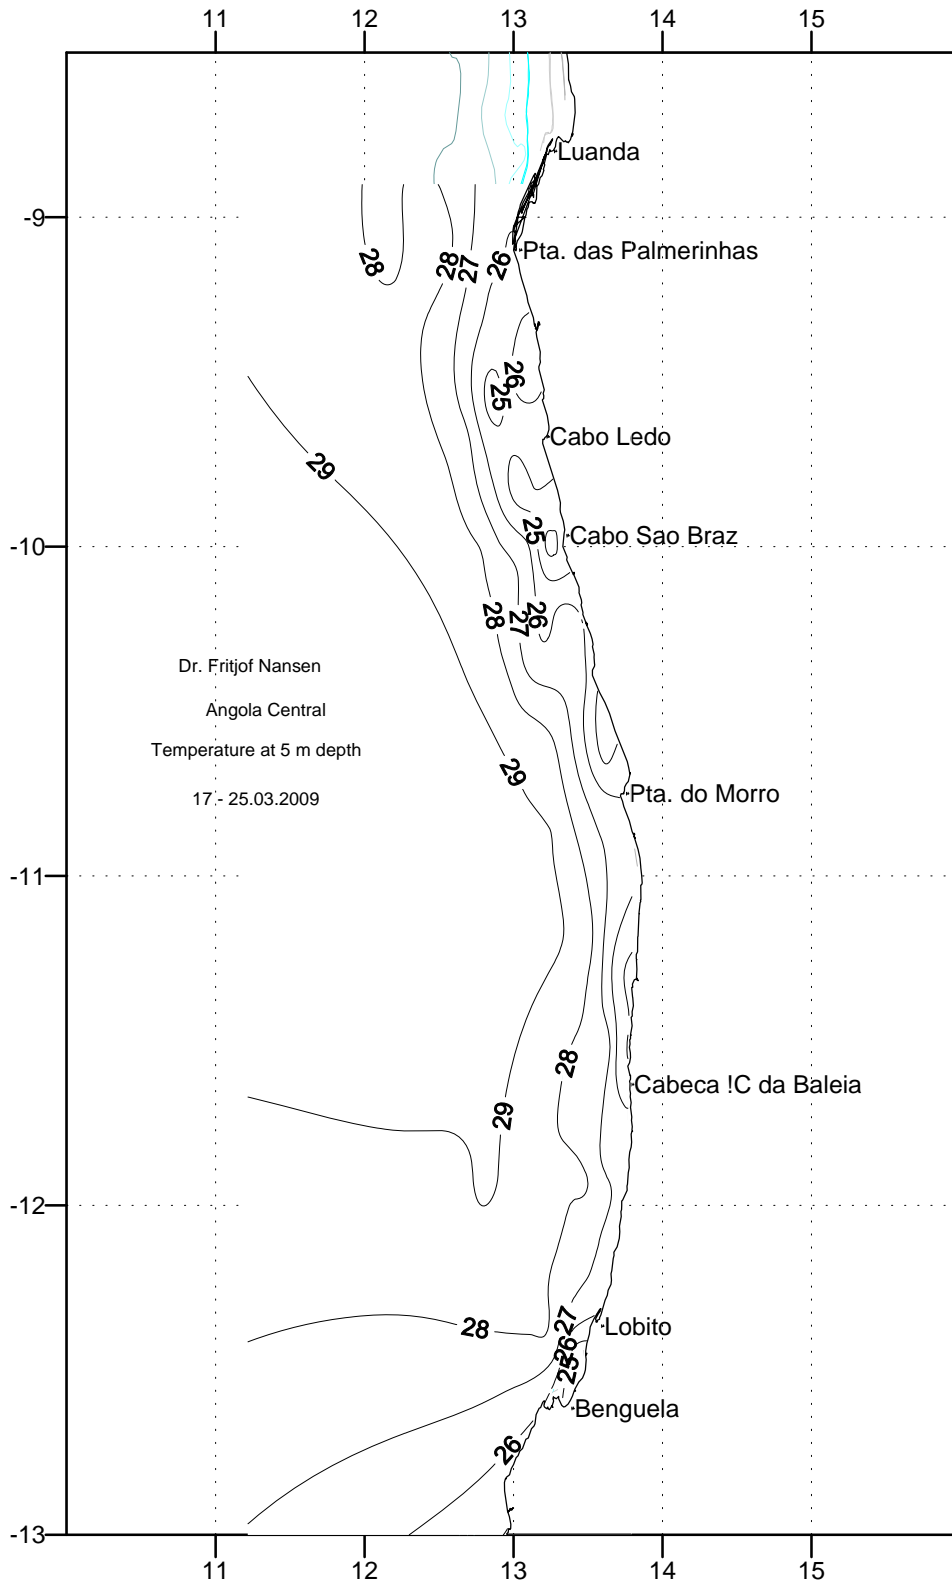 11 12 13 14 15
Luanda
-9
Pta. das Palmerinhas
28 28 27 26
26
25
Cabo Ledo
29
25
Cabo Sao Braz
-10
28 27 26
Dr. Fritjof Nansen
Angola Central
Temperature at 5 m depth
17 - 25.03.2009
29
Pta. do Morro
-11
28
Cabeca !C da Baleia
29
-12
27
28
Lobito
26
25
Benguela
26
-13
11 12 13 14 15